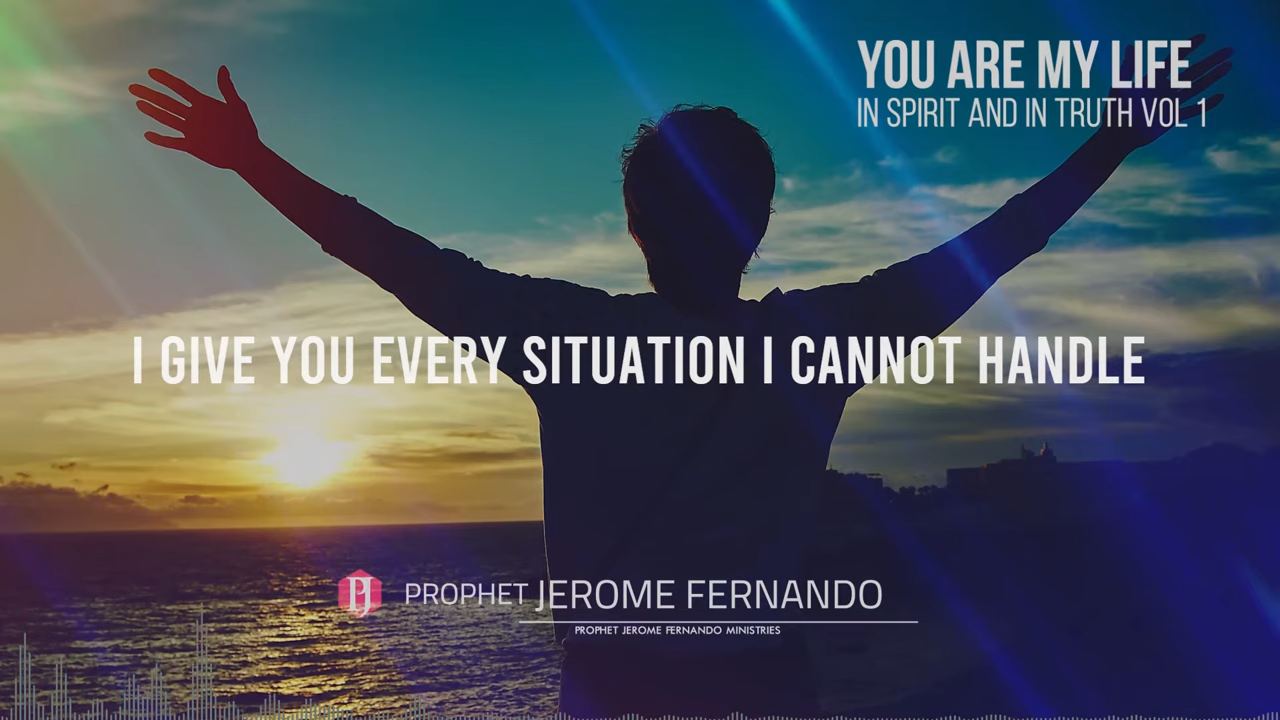 YOU ARE MY LIFE
IN SPIRIT AND IN TRUTH VOL 1
I GIVE YOU EVERY SITUATION I CANNOT HANDLE
PJ PROPHET JEROME FERNANDO
PROPHET JEROME FERNANDO MINISTRIES